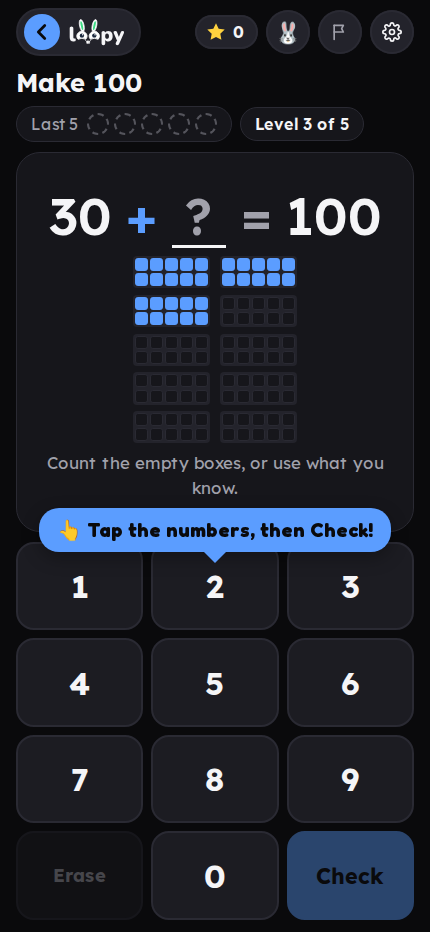 loopy
0
Make 100
Last 5
Level 3 of 5
30 + ? = 100
Count the empty boxes, or use what you
know.
👆 Tap the numbers, then Check!
1 2 3
4 5 6
7 8 9
Erase 0 Check